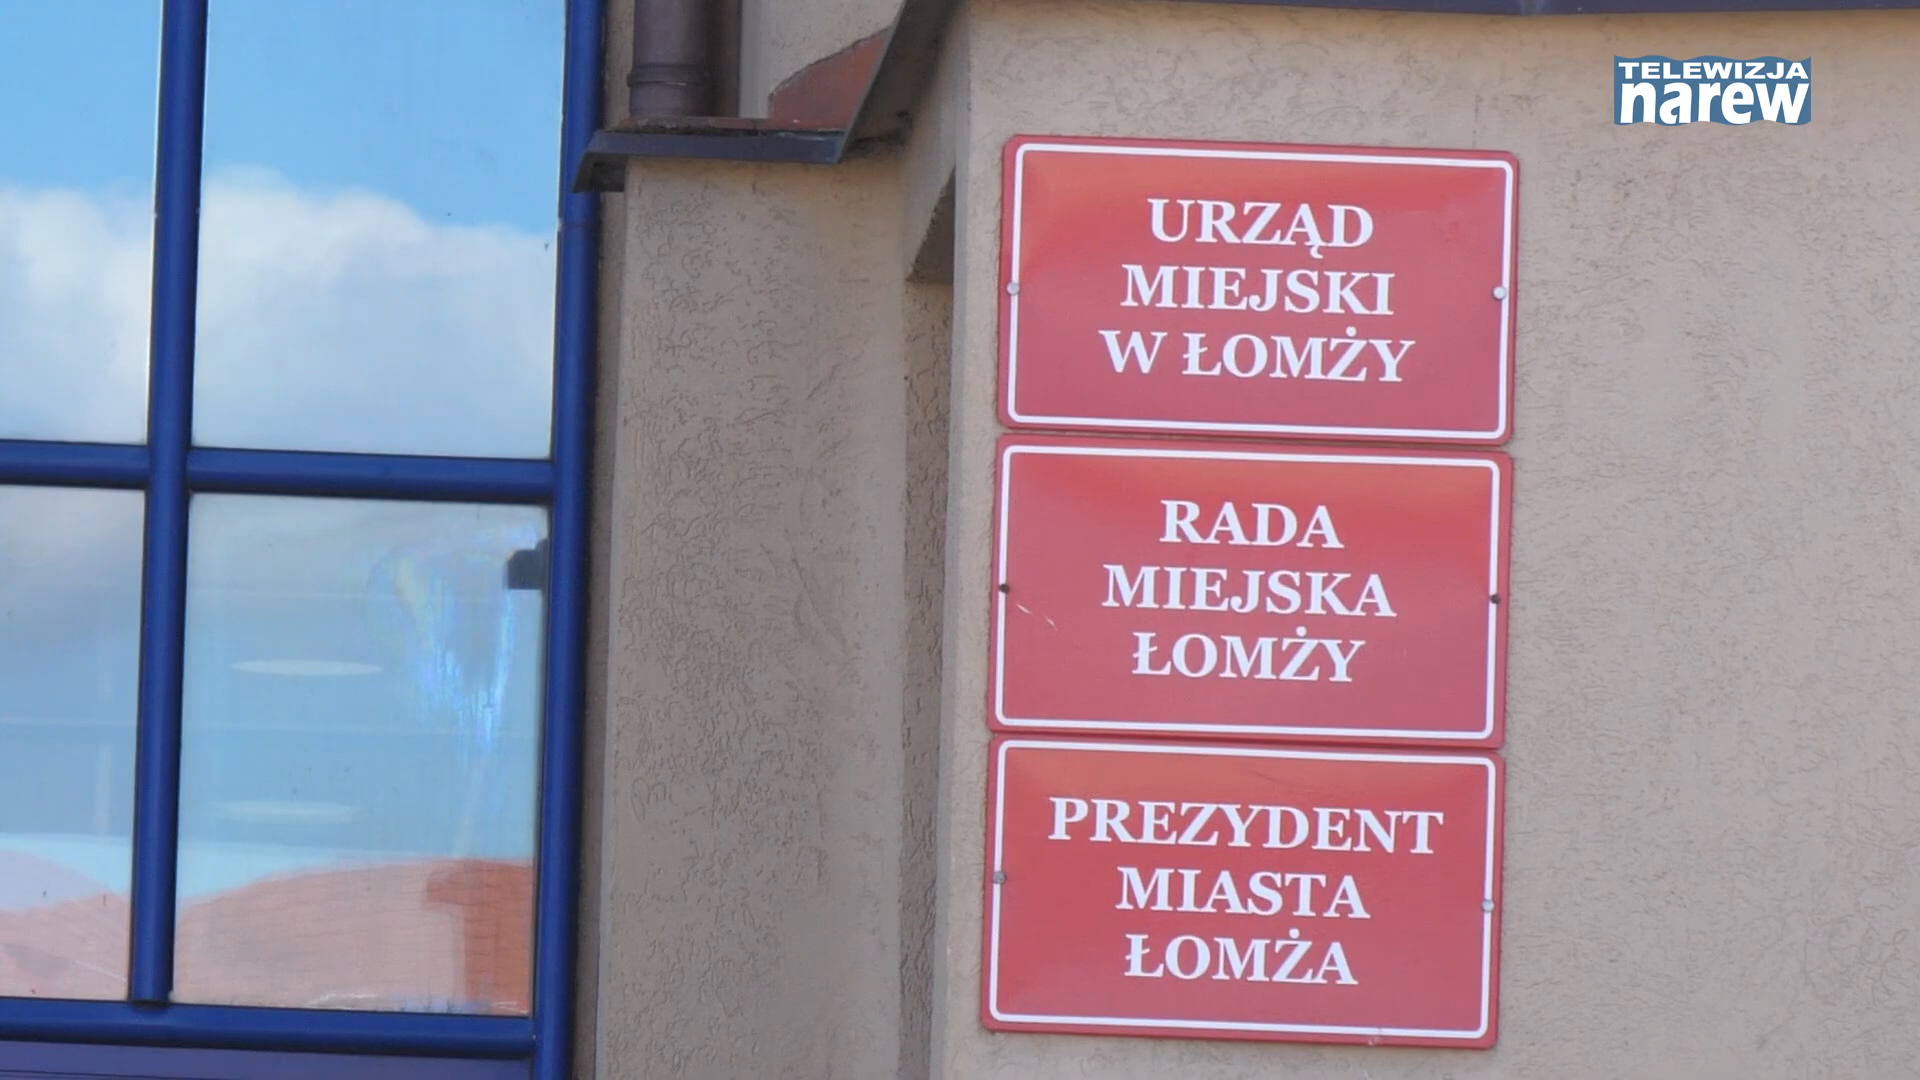 TELEWIZJA
narew
URZĄD
MIEJSKI
W ŁOMŻY
RADA
MIEJSKA
ŁOMŻY
PREZYDENT
MIASTA
ŁOMŻA